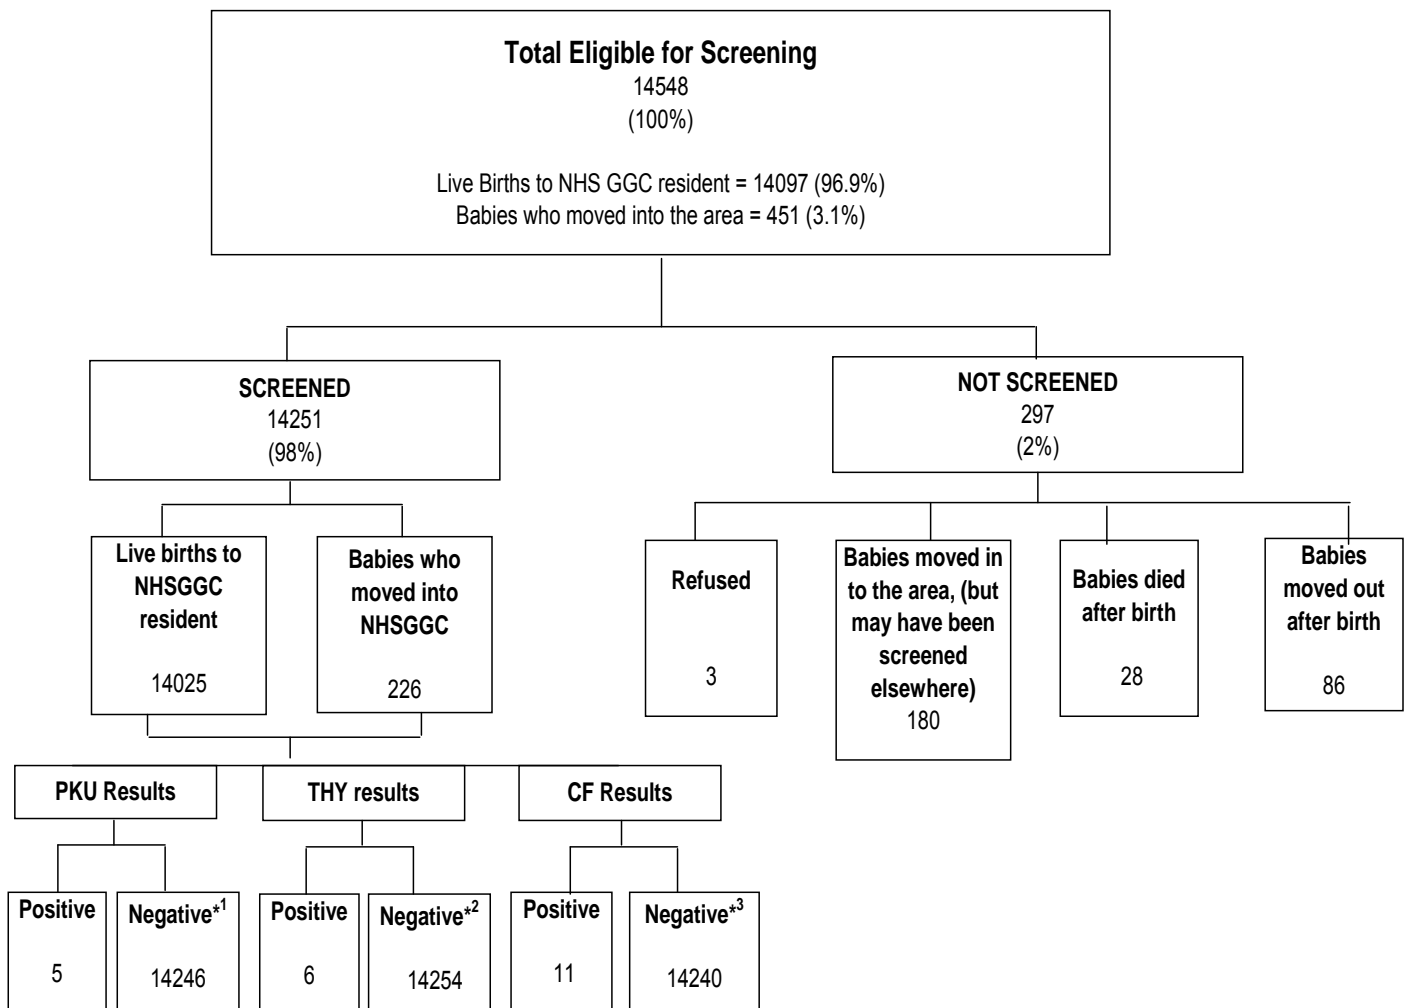 Total Eligible for Screening
14548
(100%)
Live Births to NHS GGC resident = 14097 (96.9%)
Babies who moved into the area = 451 (3.1%)
SCREENED
14251
(98%)
NOT SCREENED
297
(2%)
Live births to
NHSGGC
resident
14025
Babies who
moved into
NHSGGC
226
Refused
3
Babies moved in
to the area, (but
may have been
screened
elsewhere)
180
Babies died
after birth
28
Babies
moved out
after birth
86
PKU Results
THY results
CF Results
Positive
5
Negative*1
14246
Positive
6
Negative*2
14254
Positive
11
Negative*3
14240